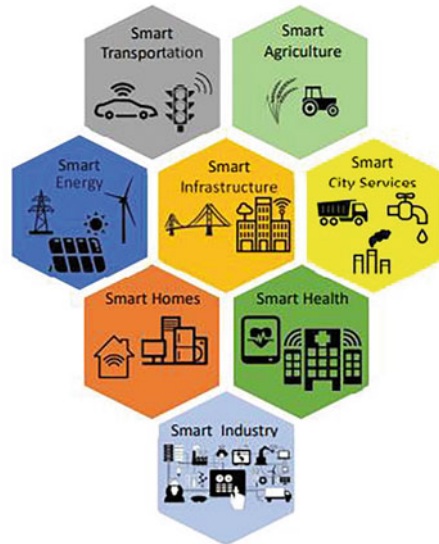 Smart
Transportation
Smart
Agriculture
Smart
Energy
Smart
Infrastructure
Smart
City Services
Smart Homes
Smart Health
Smart Industry